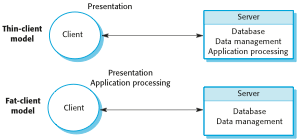 Presentation
Thin-client
model
Client
Server
Database
Data management
Application processing
Presentation
Application processing
Fat-client
model
Client
Server
Database
Data management